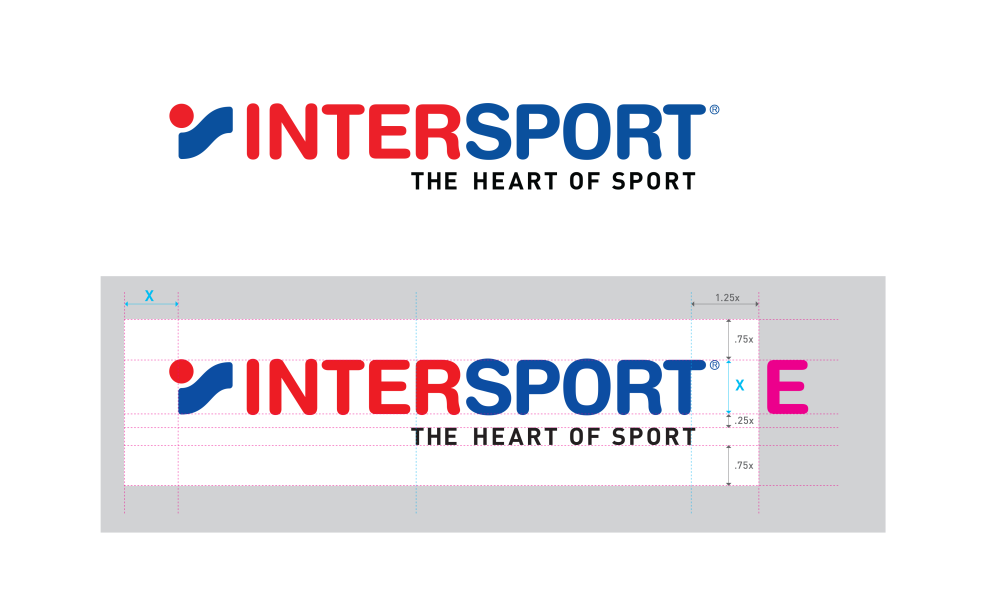 INTERSPORT®
THE HEART OF SPORT
X
1.25x
.75x
INTERSPORT®
X
E
.25x
THE HEART OF SPORT
.75x